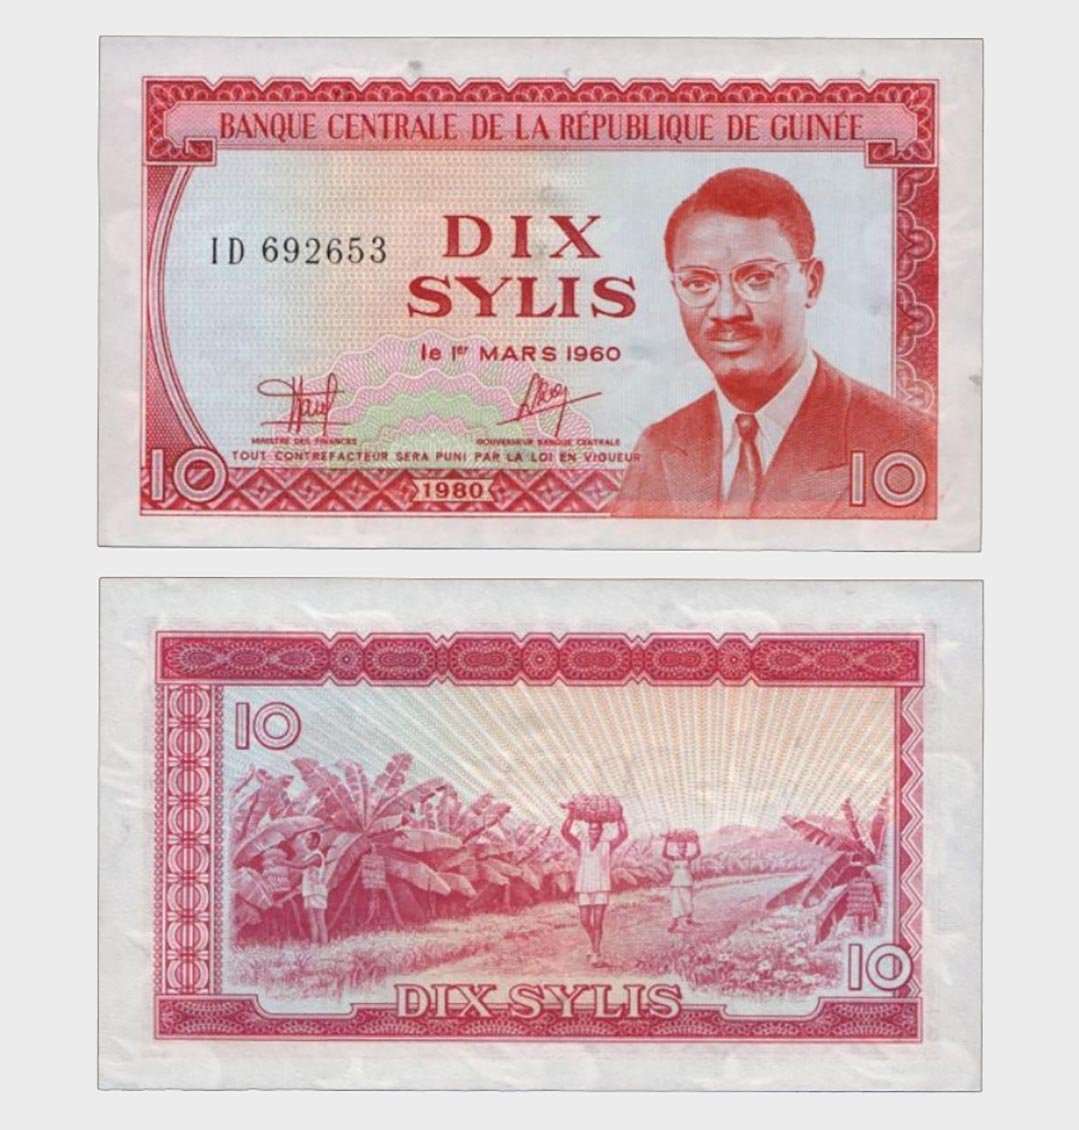 BANQUE CENTRALE DE LA RÉPUBLIQUE DE GUINÉE
ID 692653
DIX
SYLIS
le 1er MARS 1960
MINISTRE DES FINANCES
GOUVERNEUR BANQUE CENTRALE
TOUT CONTREFACTEUR SERA PUNI PAR LA LOI EN VIGUEUR
10
1980
10
10
10
DIX SYLIS